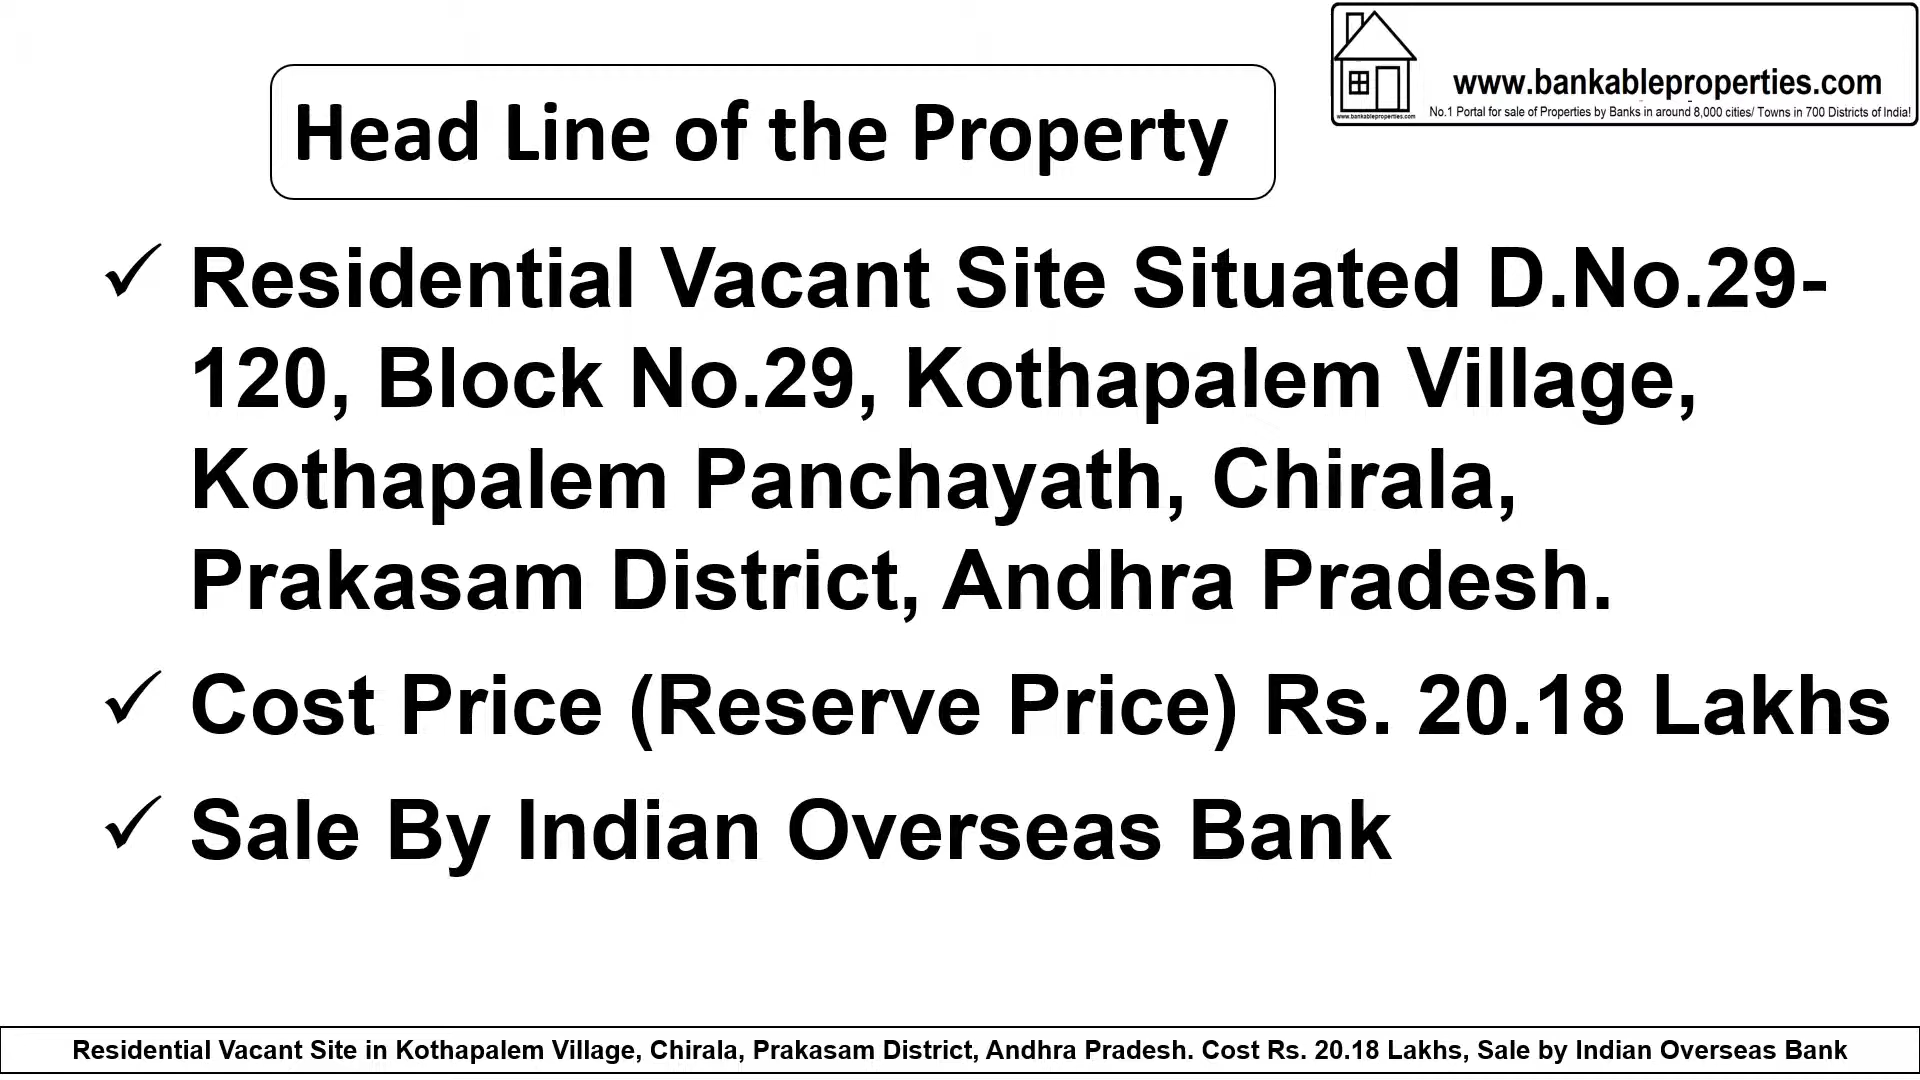 www.bankableproperties.com
No.1 Portal for sale of Properties by Banks in around 8,000 cities/ Towns in 700 Districts of India!
www.bankableproperties.com
Head Line of the Property
✓ Residential Vacant Site Situated D.No.29-
120, Block No.29, Kothapalem Village,
Kothapalem Panchayath, Chirala,
Prakasam District, Andhra Pradesh.
✓ Cost Price (Reserve Price) Rs. 20.18 Lakhs
✓ Sale By Indian Overseas Bank
Residential Vacant Site in Kothapalem Village, Chirala, Prakasam District, Andhra Pradesh. Cost Rs. 20.18 Lakhs, Sale by Indian Overseas Bank